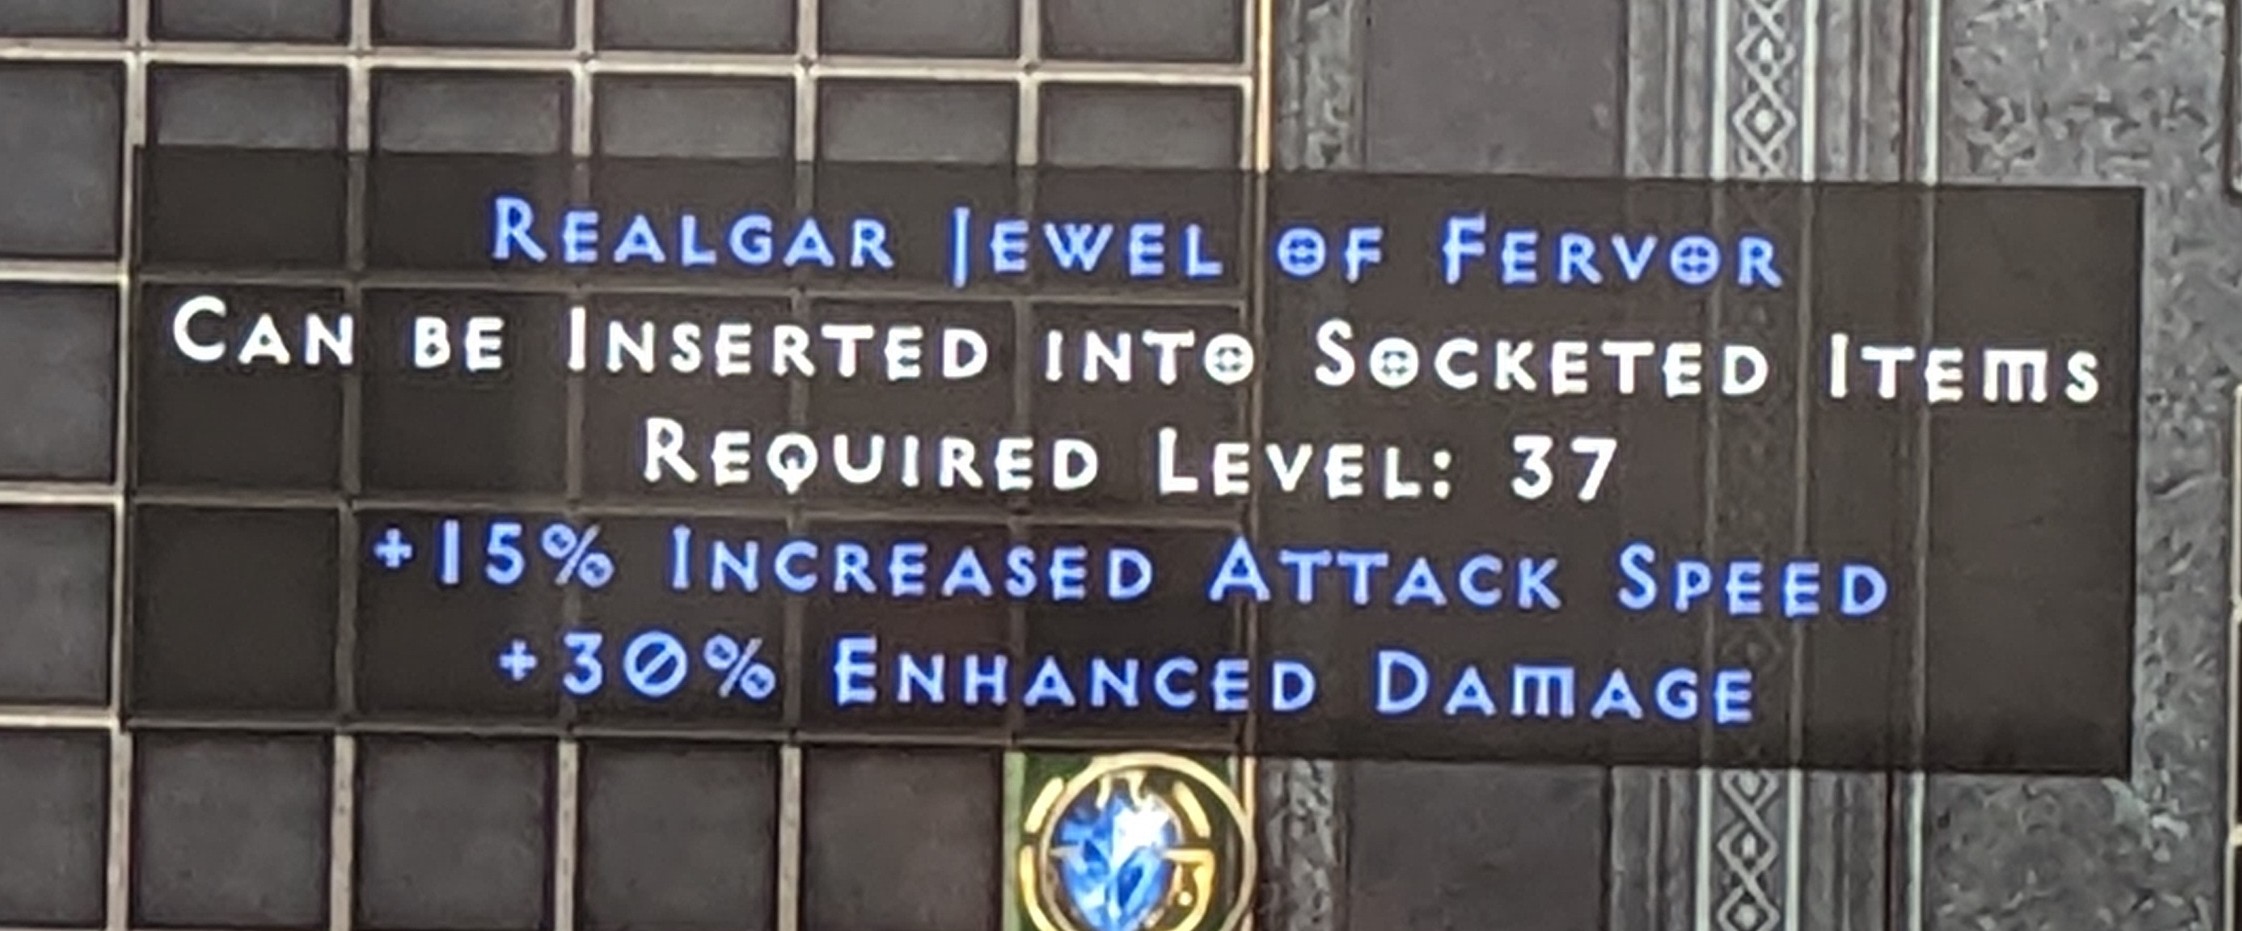 Realgar Jewel of Fervor
Can be Inserted into Socketed Items
Required Level: 37
+15% Increased Attack Speed
+30% Enhanced Damage